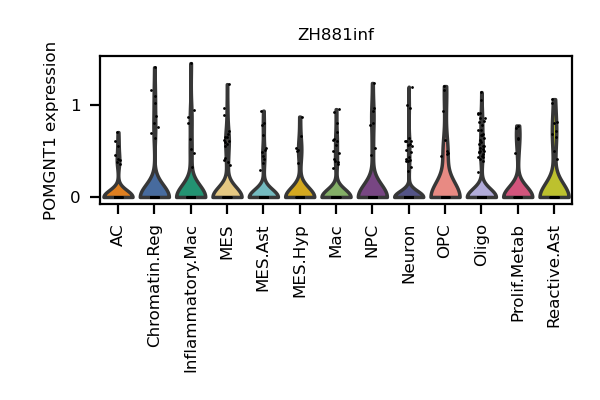 ZH881inf
POMGNT1 expression
1
0
AC
Chromatin.Reg
Inflammatory.Mac
MES
MES.Ast
MES.Hyp
Mac
NPC
Neuron
OPC
Oligo
Prolif.Metab
Reactive.Ast